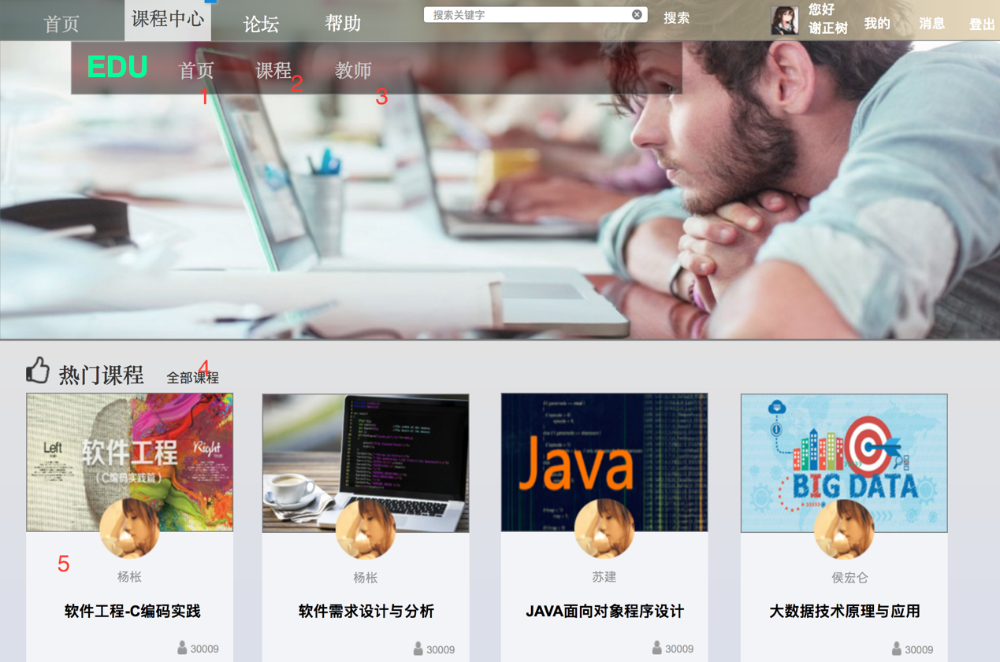 首页 课程中心 论坛 帮助 搜索关键字 搜索 您好 我的 消息 登出
谢正树
EDU 首页 课程 教师
1 2 3
热门课程 全部课程 4
Left 软件工程 Right
(C编码实践篇)
Java
BIG DATA
5
杨枨 杨枨 苏建 侯宏仑
软件工程-C编码实践 软件需求设计与分析 JAVA面向对象程序设计 大数据技术原理与应用
30009 30009 30009 30009